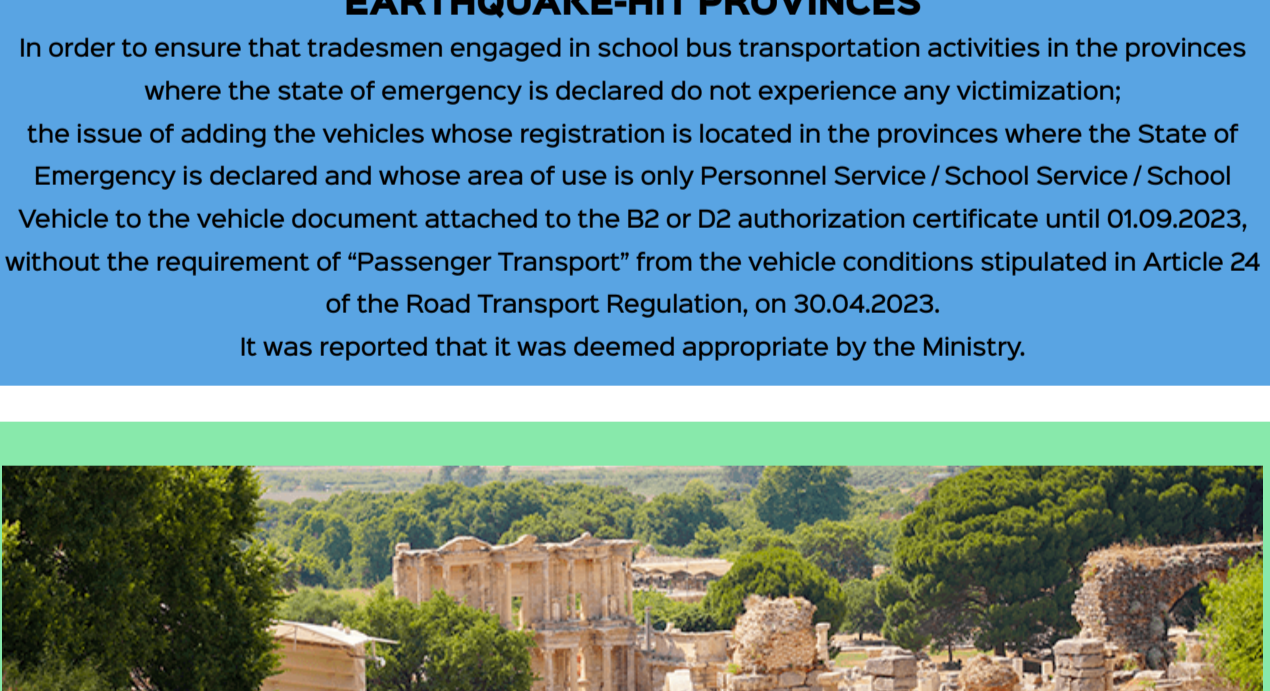 EARTHQUAKE-HIT PROVINCES
In order to ensure that tradesmen engaged in school bus transportation activities in the provinces
where the state of emergency is declared do not experience any victimization;
the issue of adding the vehicles whose registration is located in the provinces where the State of
Emergency is declared and whose area of use is only Personnel Service / School Service / School
Vehicle to the vehicle document attached to the B2 or D2 authorization certificate until 01.09.2023,
without the requirement of “Passenger Transport” from the vehicle conditions stipulated in Article 24
of the Road Transport Regulation, on 30.04.2023.
It was reported that it was deemed appropriate by the Ministry.